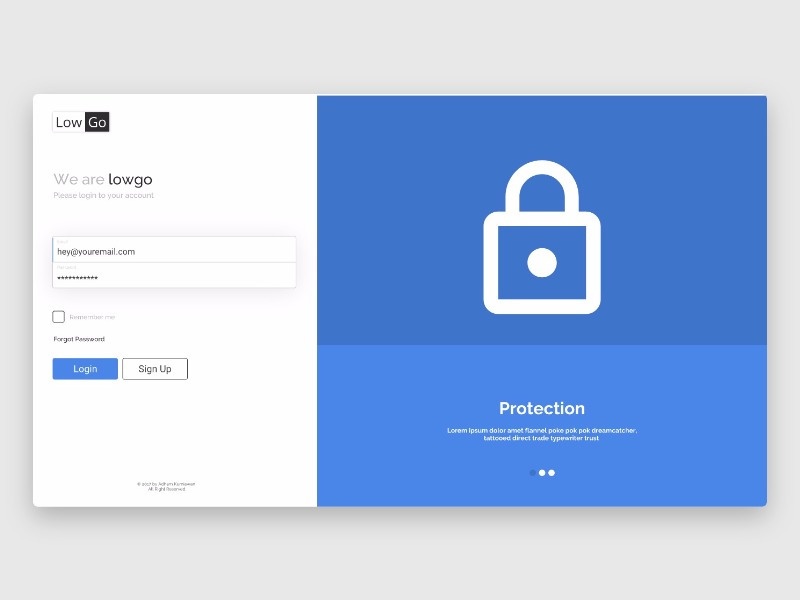 Low Go
We are lowgo
Please login to your account
Email
hey@youremail.com
Password
***********
Remember me
Forgot Password
Login
Sign Up
All Right Reserved
Protection
Lorem ipsum dolor amet flannel poke pok pok dreamcatcher,
tattooed direct trade typewriter trust